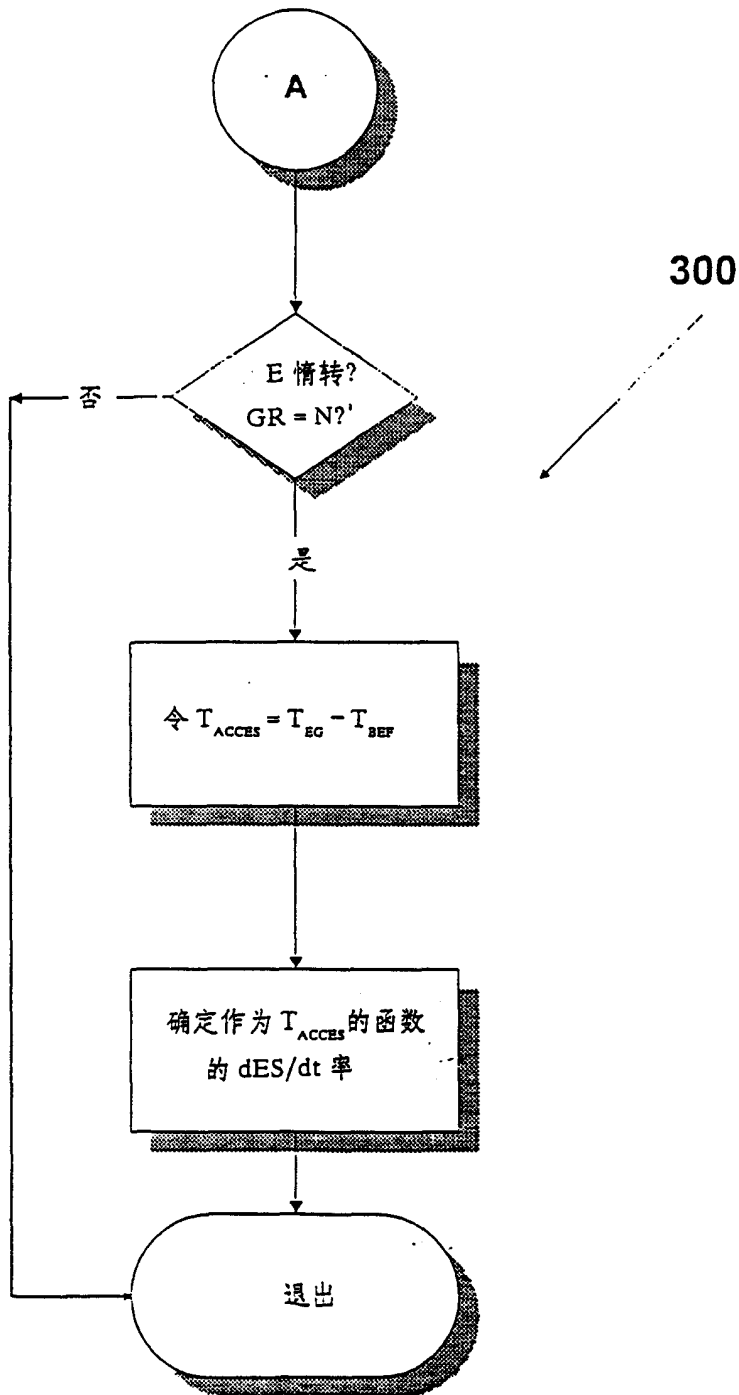 A
300
E 惰转?
GR = N?'
否
是
令 T_ACCES = T_EG - T_BEF
确定作为 T_ACCES 的函数
的 dES/dt 率
退出